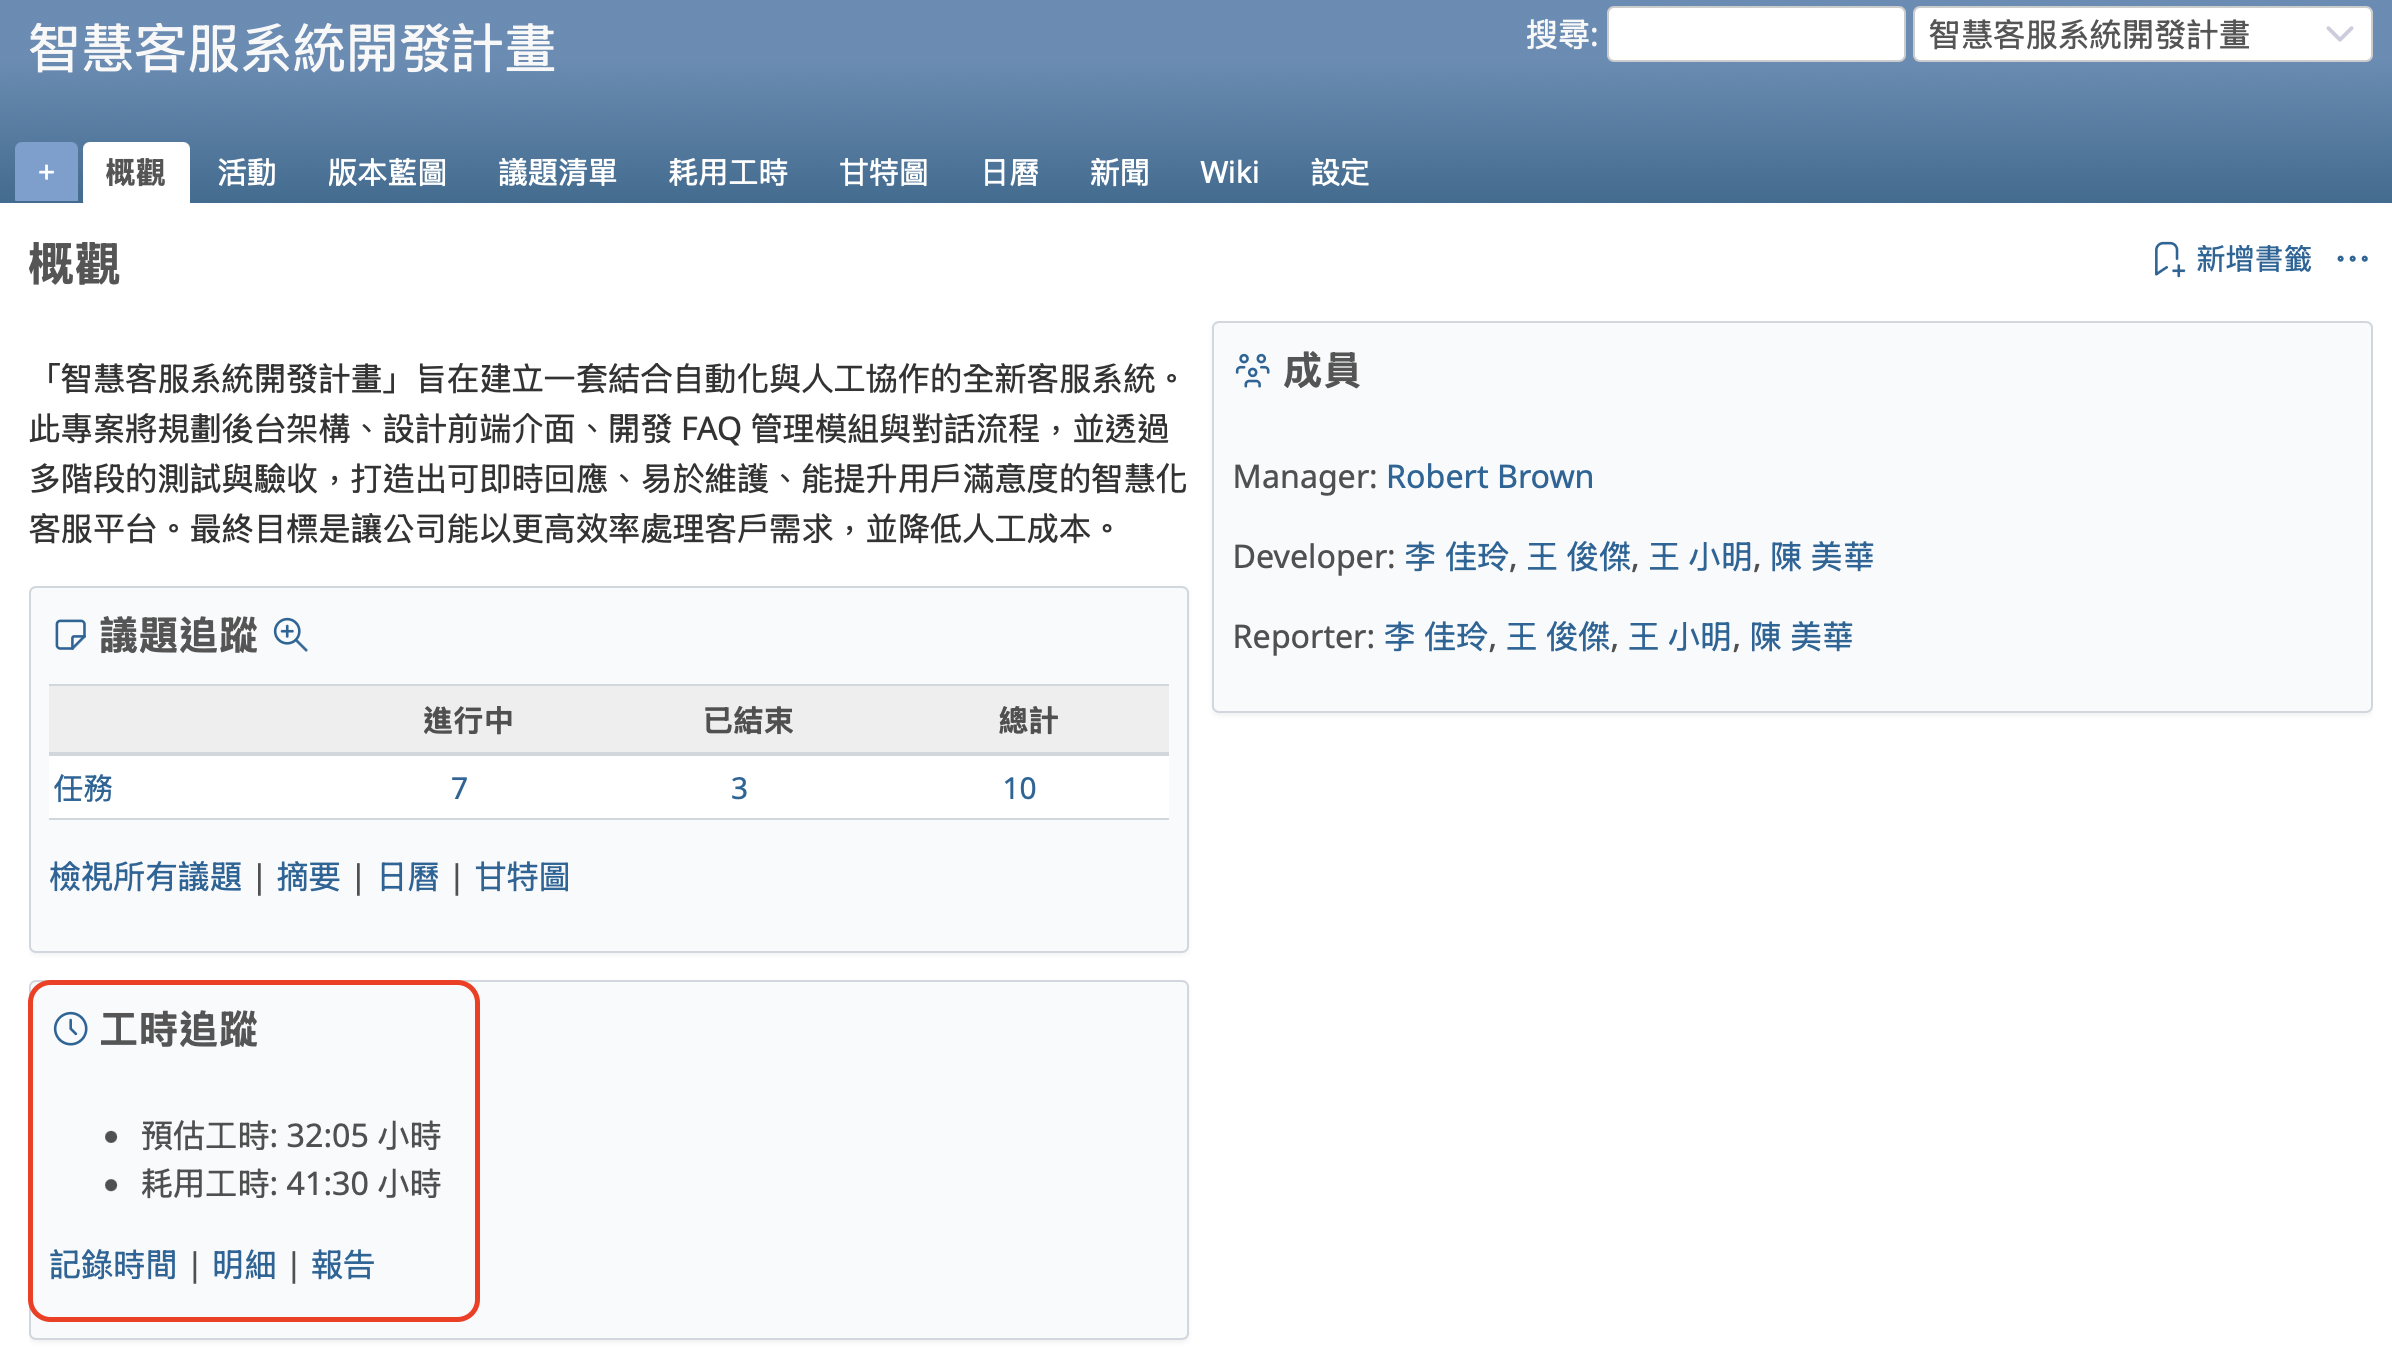 智慧客服系統開發計畫
搜尋:
智慧客服系統開發計畫
+ 概觀 活動 版本藍圖 議題清單 耗用工時 甘特圖 日曆 新聞 Wiki 設定
概觀
新增書籤 •••
「智慧客服系統開發計畫」旨在建立一套結合自動化與人工協作的全新客服系統。
此專案將規劃後台架構、設計前端介面、開發 FAQ 管理模組與對話流程，並透過
多階段的測試與驗收，打造出可即時回應、易於維護、能提升用戶滿意度的智慧化
客服平台。最終目標是讓公司能以更高效率處理客戶需求，並降低人工成本。
議題追蹤
進行中 已結束 總計
任務 7 3 10
檢視所有議題 | 摘要 | 日曆 | 甘特圖
工時追蹤
• 預估工時: 32:05 小時
• 耗用工時: 41:30 小時
記錄時間 | 明細 | 報告
成員
Manager: Robert Brown
Developer: 李 佳玲, 王 俊傑, 王 小明, 陳 美華
Reporter: 李 佳玲, 王 俊傑, 王 小明, 陳 美華